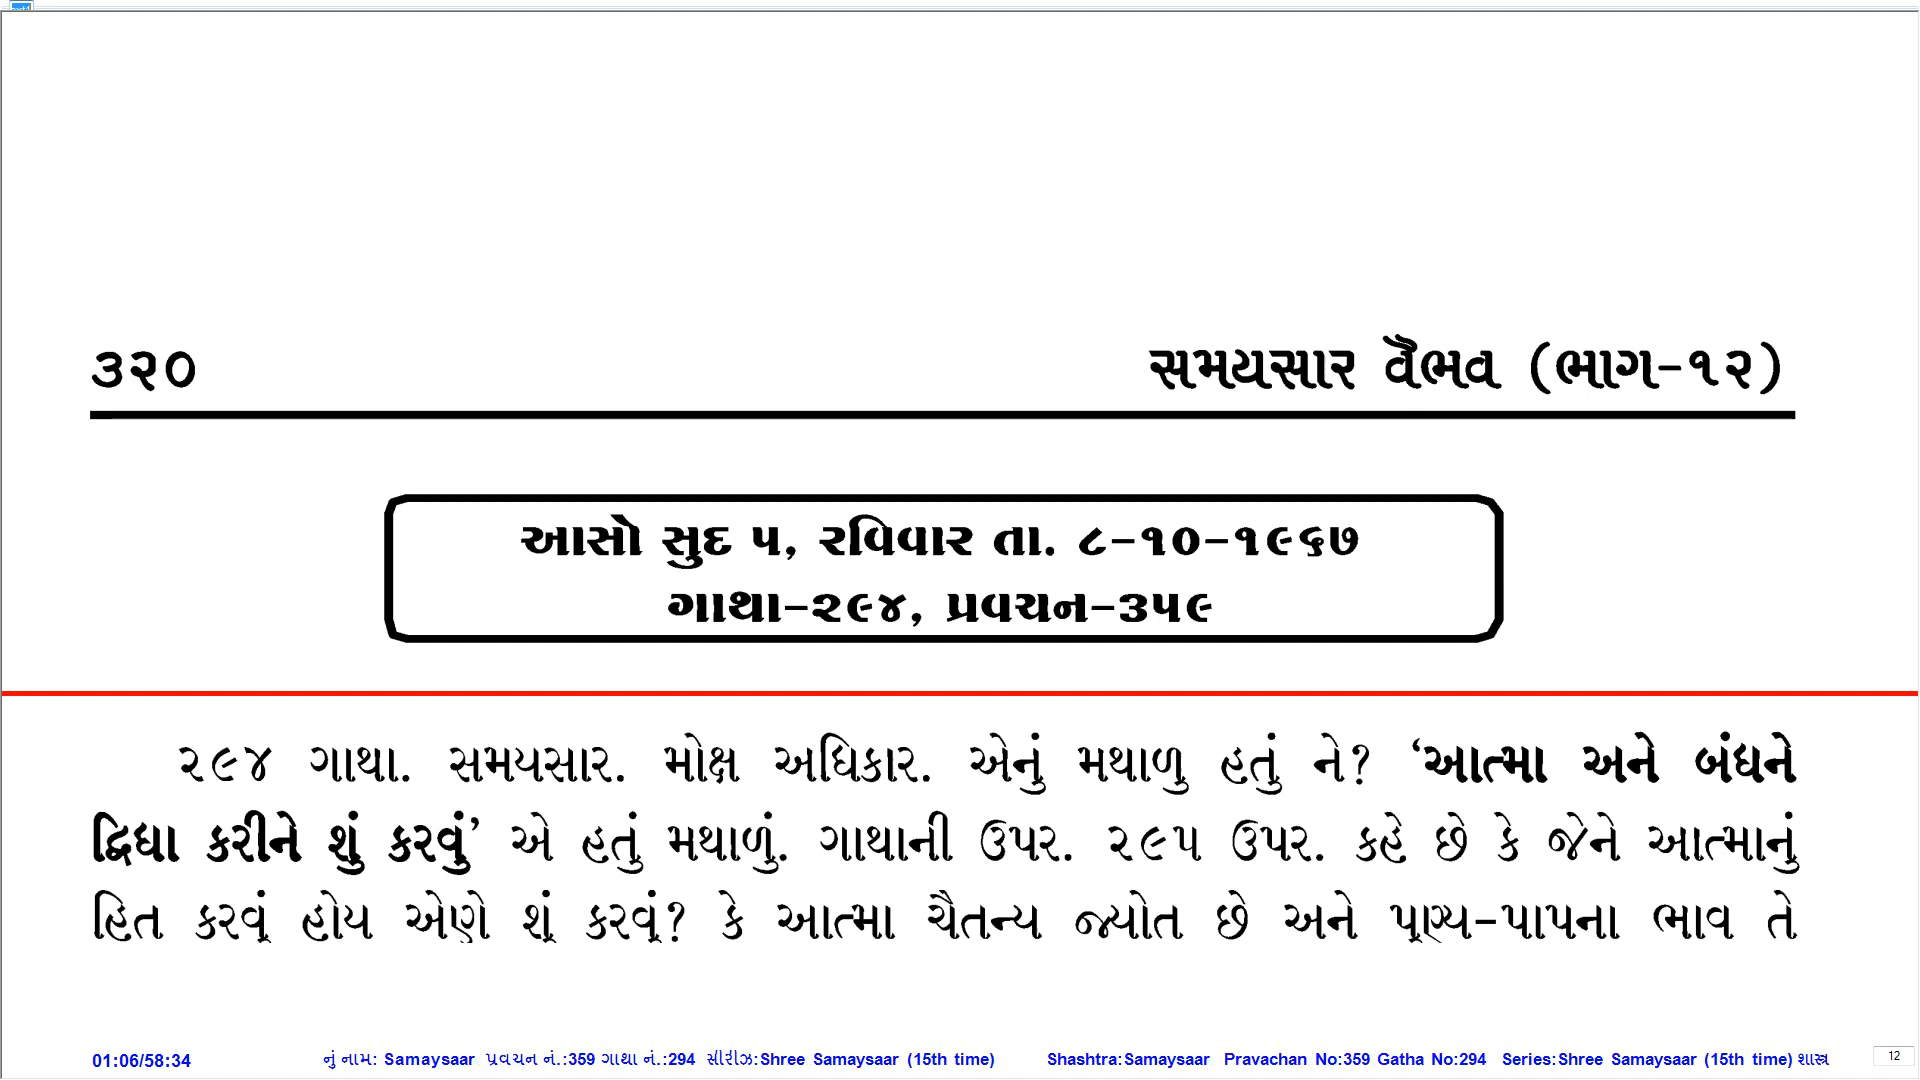 ૩૨૦ સમયસાર વૈભવ (ભાગ-૧૨)
આસો સુદ ૫, રવિવાર તા. ૮-૧૦-૧૯૬૭
ગાથા-૨૯૪, પ્રવચન-૩૫૯
૨૯૪ ગાથા. સમયસાર. મોક્ષ અધિકાર. એનું મથાળુ હતું ને? ‘આત્મા અને બંધને
દ્વિધા કરીને શું કરવું’ એ હતું મથાળું. ગાથાની ઉપર. ૨૯૫ ઉપર. કહે છે કે જેને આત્માનું
હિત કરવું હોય એણે શું કરવું? કે આત્મા ચૈતન્ય જ્યોત છે અને પુણ્ય-પાપના ભાવ તે
01:06/58:34 નું નામ: Samaysaar પ્રવચન નં.:359 ગાથા નં.:294 સીરીઝ:Shree Samaysaar (15th time) Shashtra:Samaysaar Pravachan No:359 Gatha No:294 Series:Shree Samaysaar (15th time) શાસ્ત્ર 12